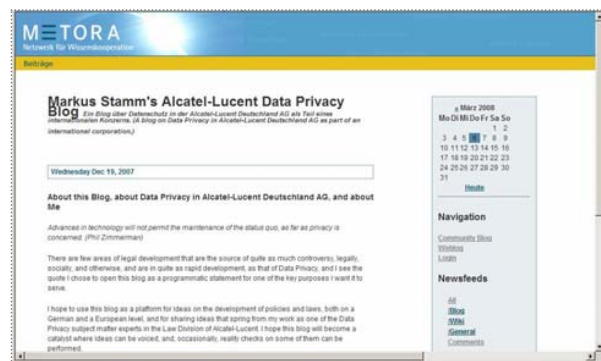 METORA
Netzwerk für Wissenskooperation
Beiträge
Markus Stamm's Alcatel-Lucent Data Privacy
Blog Ein Blog über Datenschutz in der Alcatel-Lucent Deutschland AG als Teil eines
internationalen Konzerns. (A blog on Data Privacy in Alcatel-Lucent Deutschland AG as part of an
international corporation.)
Wednesday Dec 19, 2007
About this Blog, about Data Privacy in Alcatel-Lucent Deutschland AG, and about
Me
Advances in technology will not permit the maintenance of the status quo, as far as privacy is
concerned. (Phil Zimmerman)
There are few areas of legal development that are the source of quite as much controversy, legally,
socially, and otherwise, and are in quite as rapid development, as that of Data Privacy, and I see the
quote I chose to open this blog as a programmatic statement for one of the key purposes I want it to
serve.
I hope to use this blog as a platform for ideas on the development of policies and laws, both on a
German and a European level, and for sharing ideas that spring from my work as one of the Data
Privacy subject matter experts in the Law Division of Alcatel-Lucent. I hope this blog will become a
catalyst where ideas can be voiced, and, occasionally, reality checks on some of them can be
performed.
« März 2008
Mo Di Mi Do Fr Sa So
1 2
3 4 5 6 7 8 9
10 11 12 13 14 15 16
17 18 19 20 21 22 23
24 25 26 27 28 29 30
31
Heute
Navigation
Community Blog
Weblog
Login
Newsfeeds
All
/Blog
/Wiki
/General
Comments